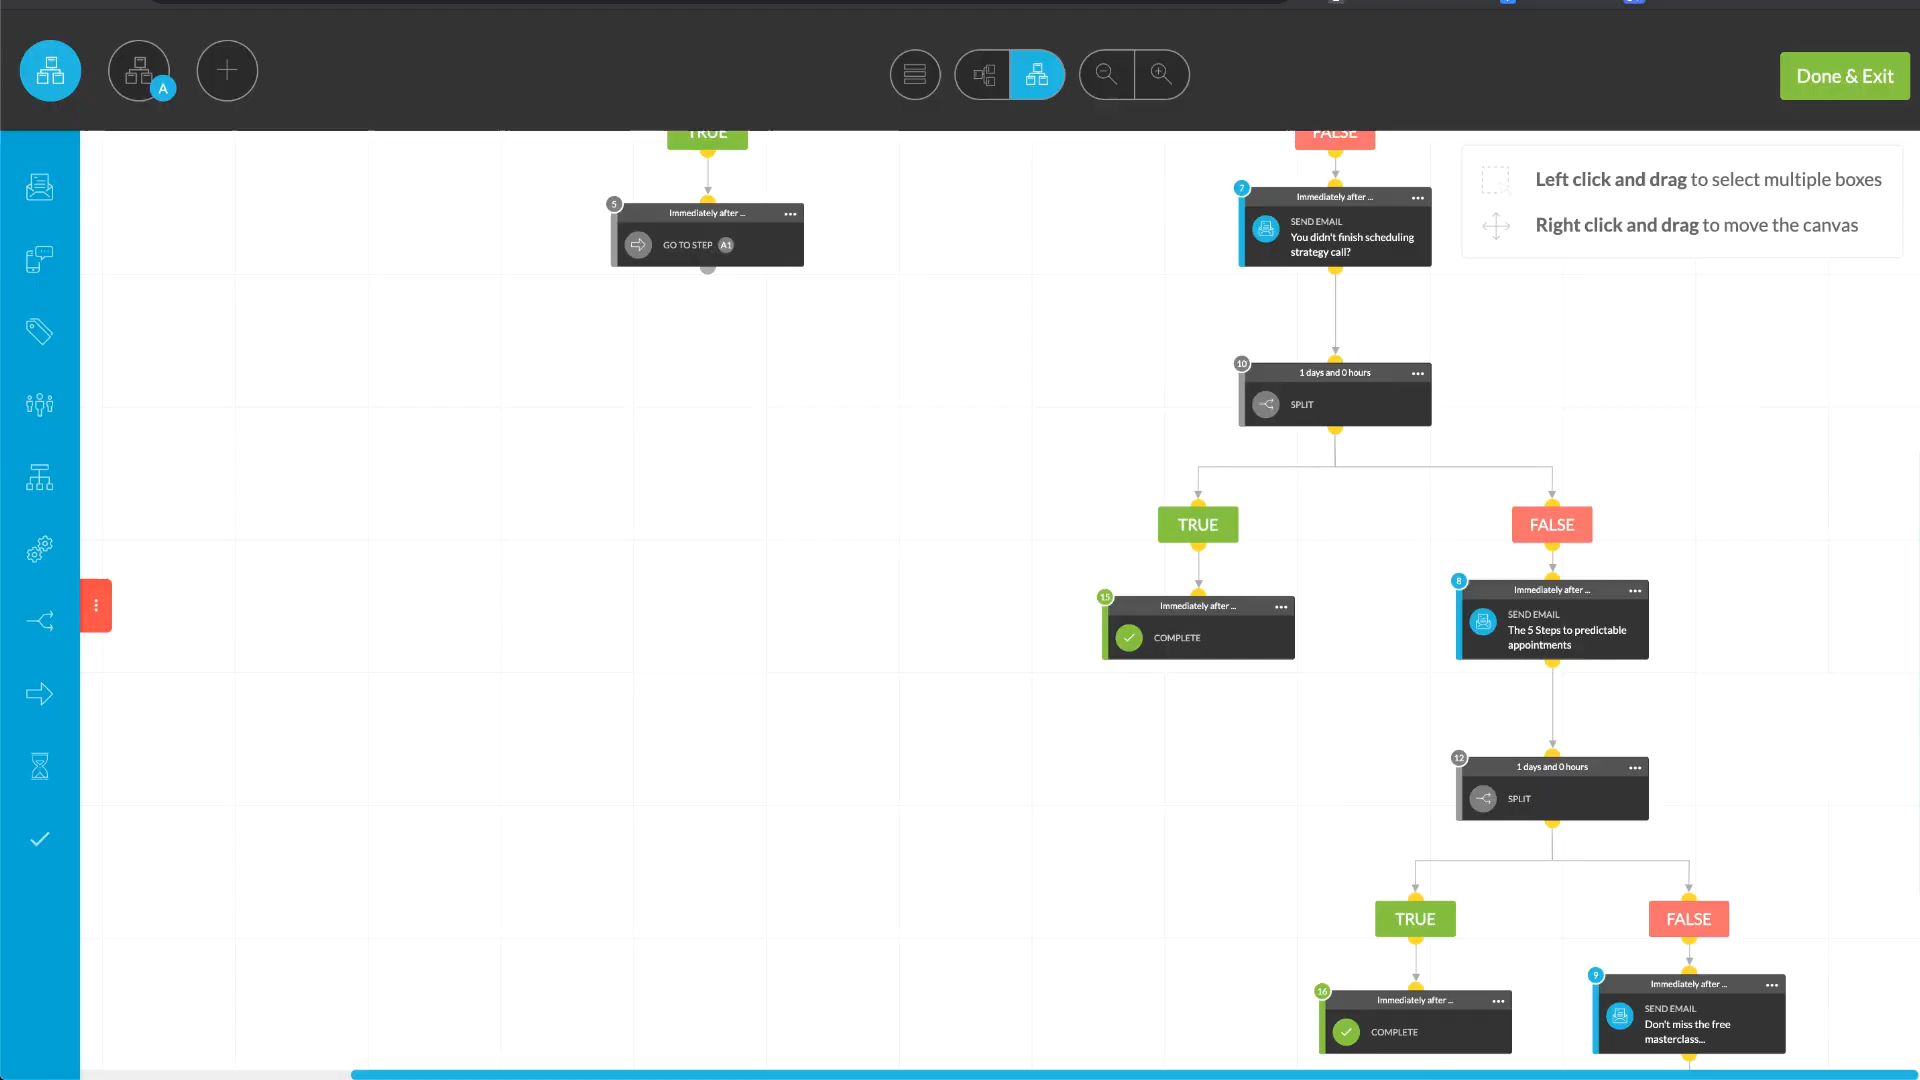 A
Done & Exit
TRUE
FALSE
Left click and drag to select multiple boxes
Right click and drag to move the canvas
5
Immediately after ...
GO TO STEP A1
7
Immediately after ...
SEND EMAIL
You didn't finish scheduling
strategy call?
10
1 days and 0 hours
SPLIT
TRUE
FALSE
15
Immediately after ...
COMPLETE
8
Immediately after ...
SEND EMAIL
The 5 Steps to predictable
appointments
12
1 days and 0 hours
SPLIT
TRUE
FALSE
16
Immediately after ...
COMPLETE
9
Immediately after ...
SEND EMAIL
Don't miss the free
masterclass...